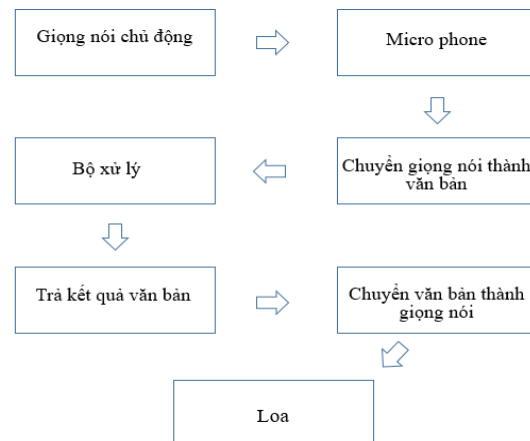 Giọng nói chủ động
Micro phone
Chuyển giọng nói thành
văn bản
Bộ xử lý
Trả kết quả văn bản
Chuyển văn bản thành
giọng nói
Loa